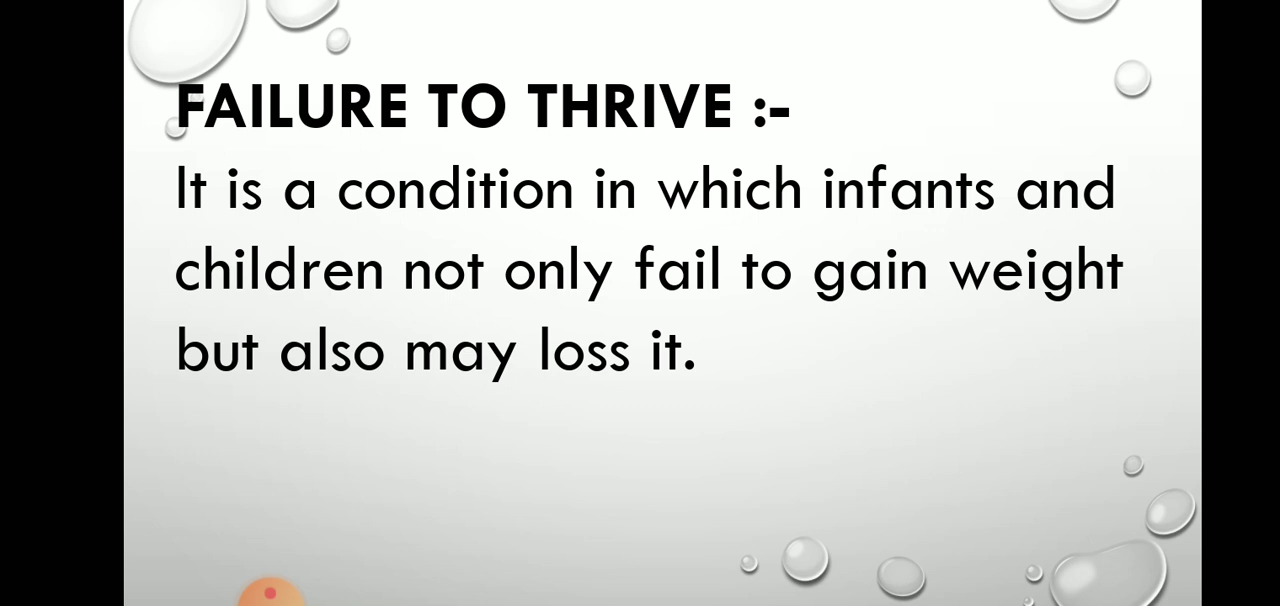 FAILURE TO THRIVE :-
It is a condition in which infants and
children not only fail to gain weight
but also may loss it.